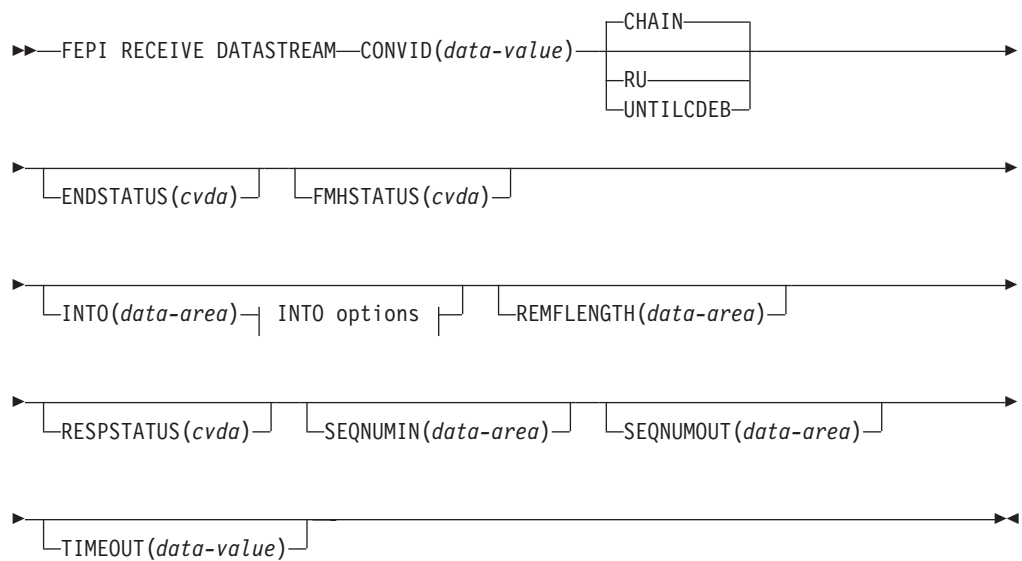 CHAIN
FEPI RECEIVE DATASTREAM CONVID(data-value)
RU
UNTILCDEB
ENDSTATUS(cvda) FMHSTATUS(cvda)
INTO(data-area) INTO options REMFLENGTH(data-area)
RESPSTATUS(cvda) SEQNUMIN(data-area) SEQNUMOUT(data-area)
TIMEOUT(data-value)